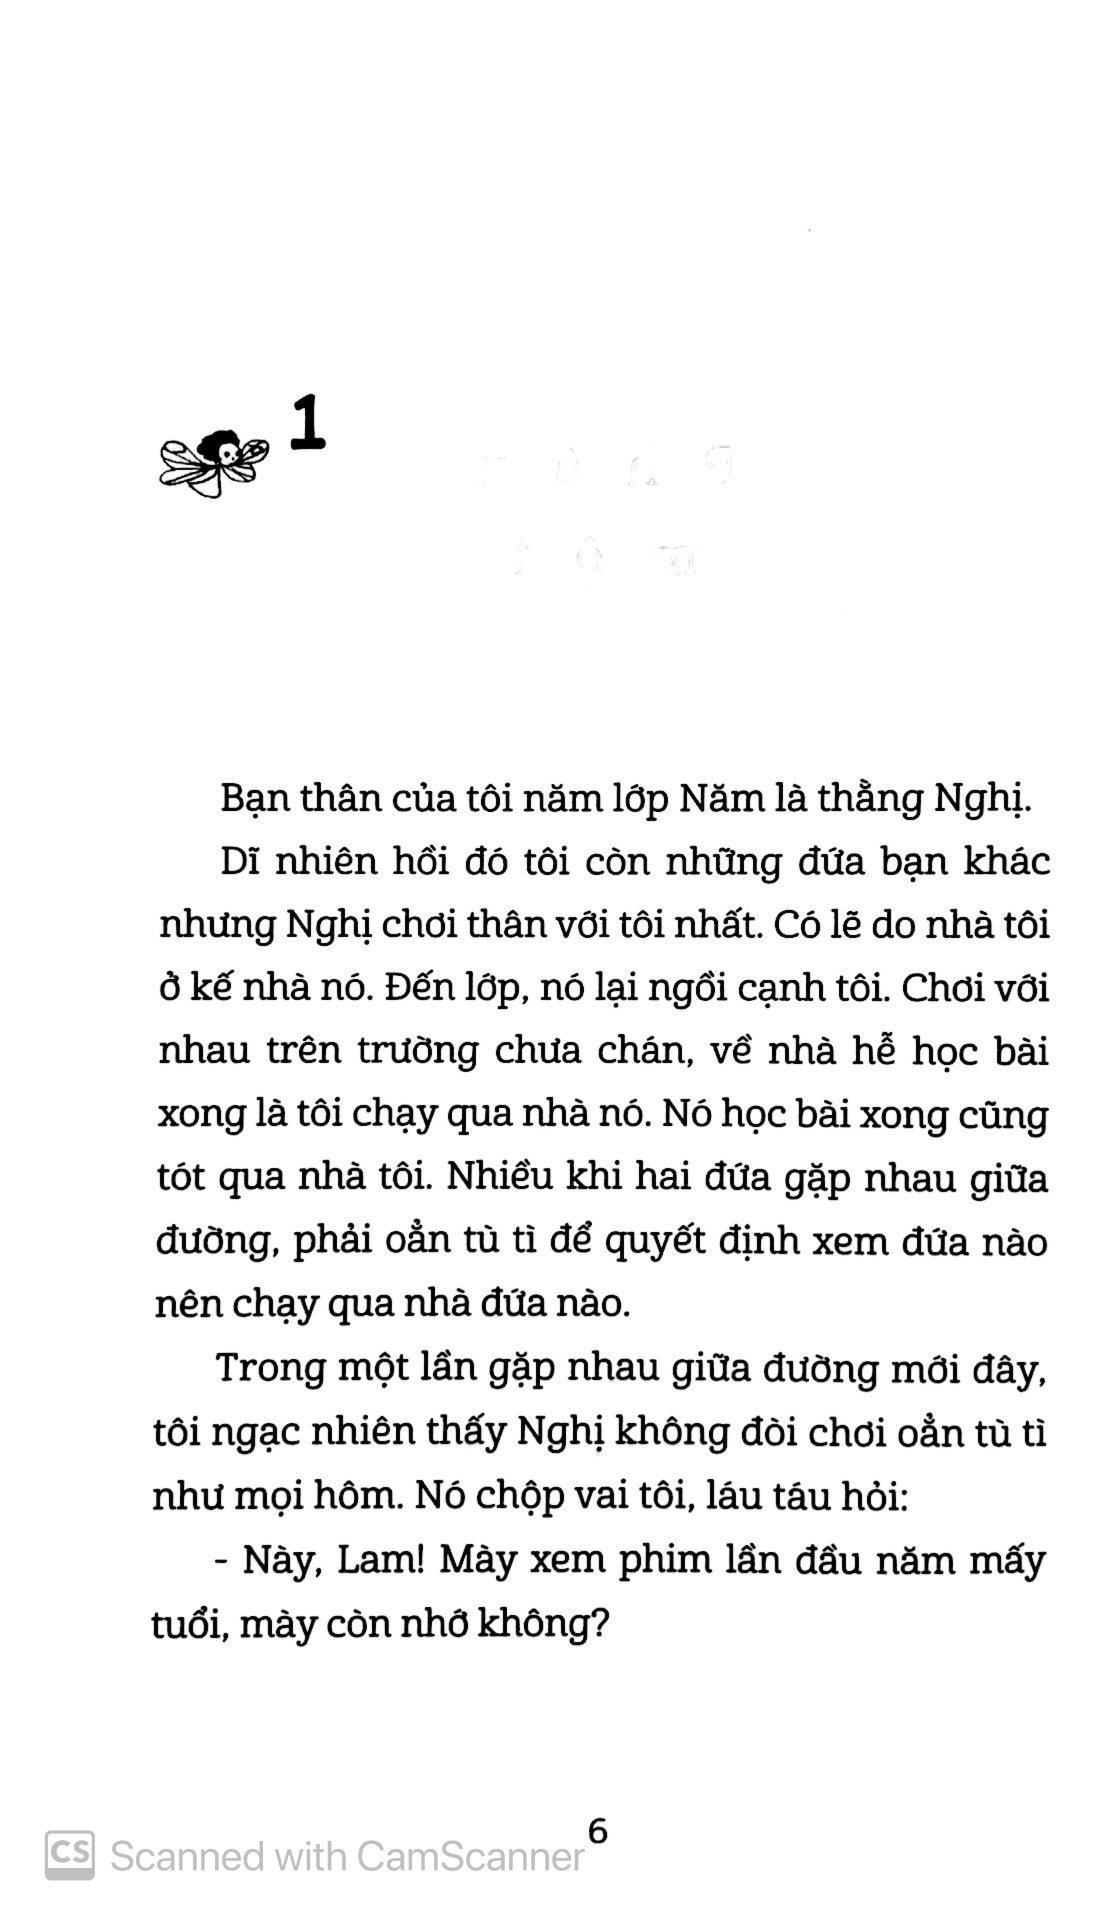 1
Bạn thân của tôi năm lớp Năm là thằng Nghị.
Dĩ nhiên hồi đó tôi còn những đứa bạn khác
nhưng Nghị chơi thân với tôi nhất. Có lẽ do nhà tôi
ở kế nhà nó. Đến lớp, nó lại ngồi cạnh tôi. Chơi với
nhau trên trường chưa chán, về nhà hễ học bài
xong là tôi chạy qua nhà nó. Nó học bài xong cũng
tót qua nhà tôi. Nhiều khi hai đứa gặp nhau giữa
đường, phải oẳn tù tì để quyết định xem đứa nào
nên chạy qua nhà đứa nào.
Trong một lần gặp nhau giữa đường mới đây,
tôi ngạc nhiên thấy Nghị không đòi chơi oẳn tù tì
như mọi hôm. Nó chộp vai tôi, láu táu hỏi:
- Này, Lam! Mày xem phim lần đầu năm mấy
tuổi, mày còn nhớ không?
6
CS Scanned with CamScanner